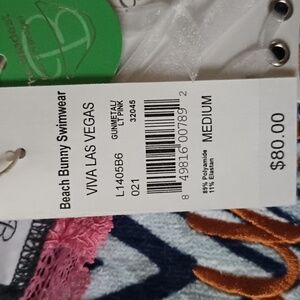 Beach Bunny Swimwear
VIVA LAS VEGAS
GUNMETAL/
LT PINK
32045
L1405B6
021
8 49816 00789 2
MEDIUM
89% Polyamide
11% Elastan
$80.00